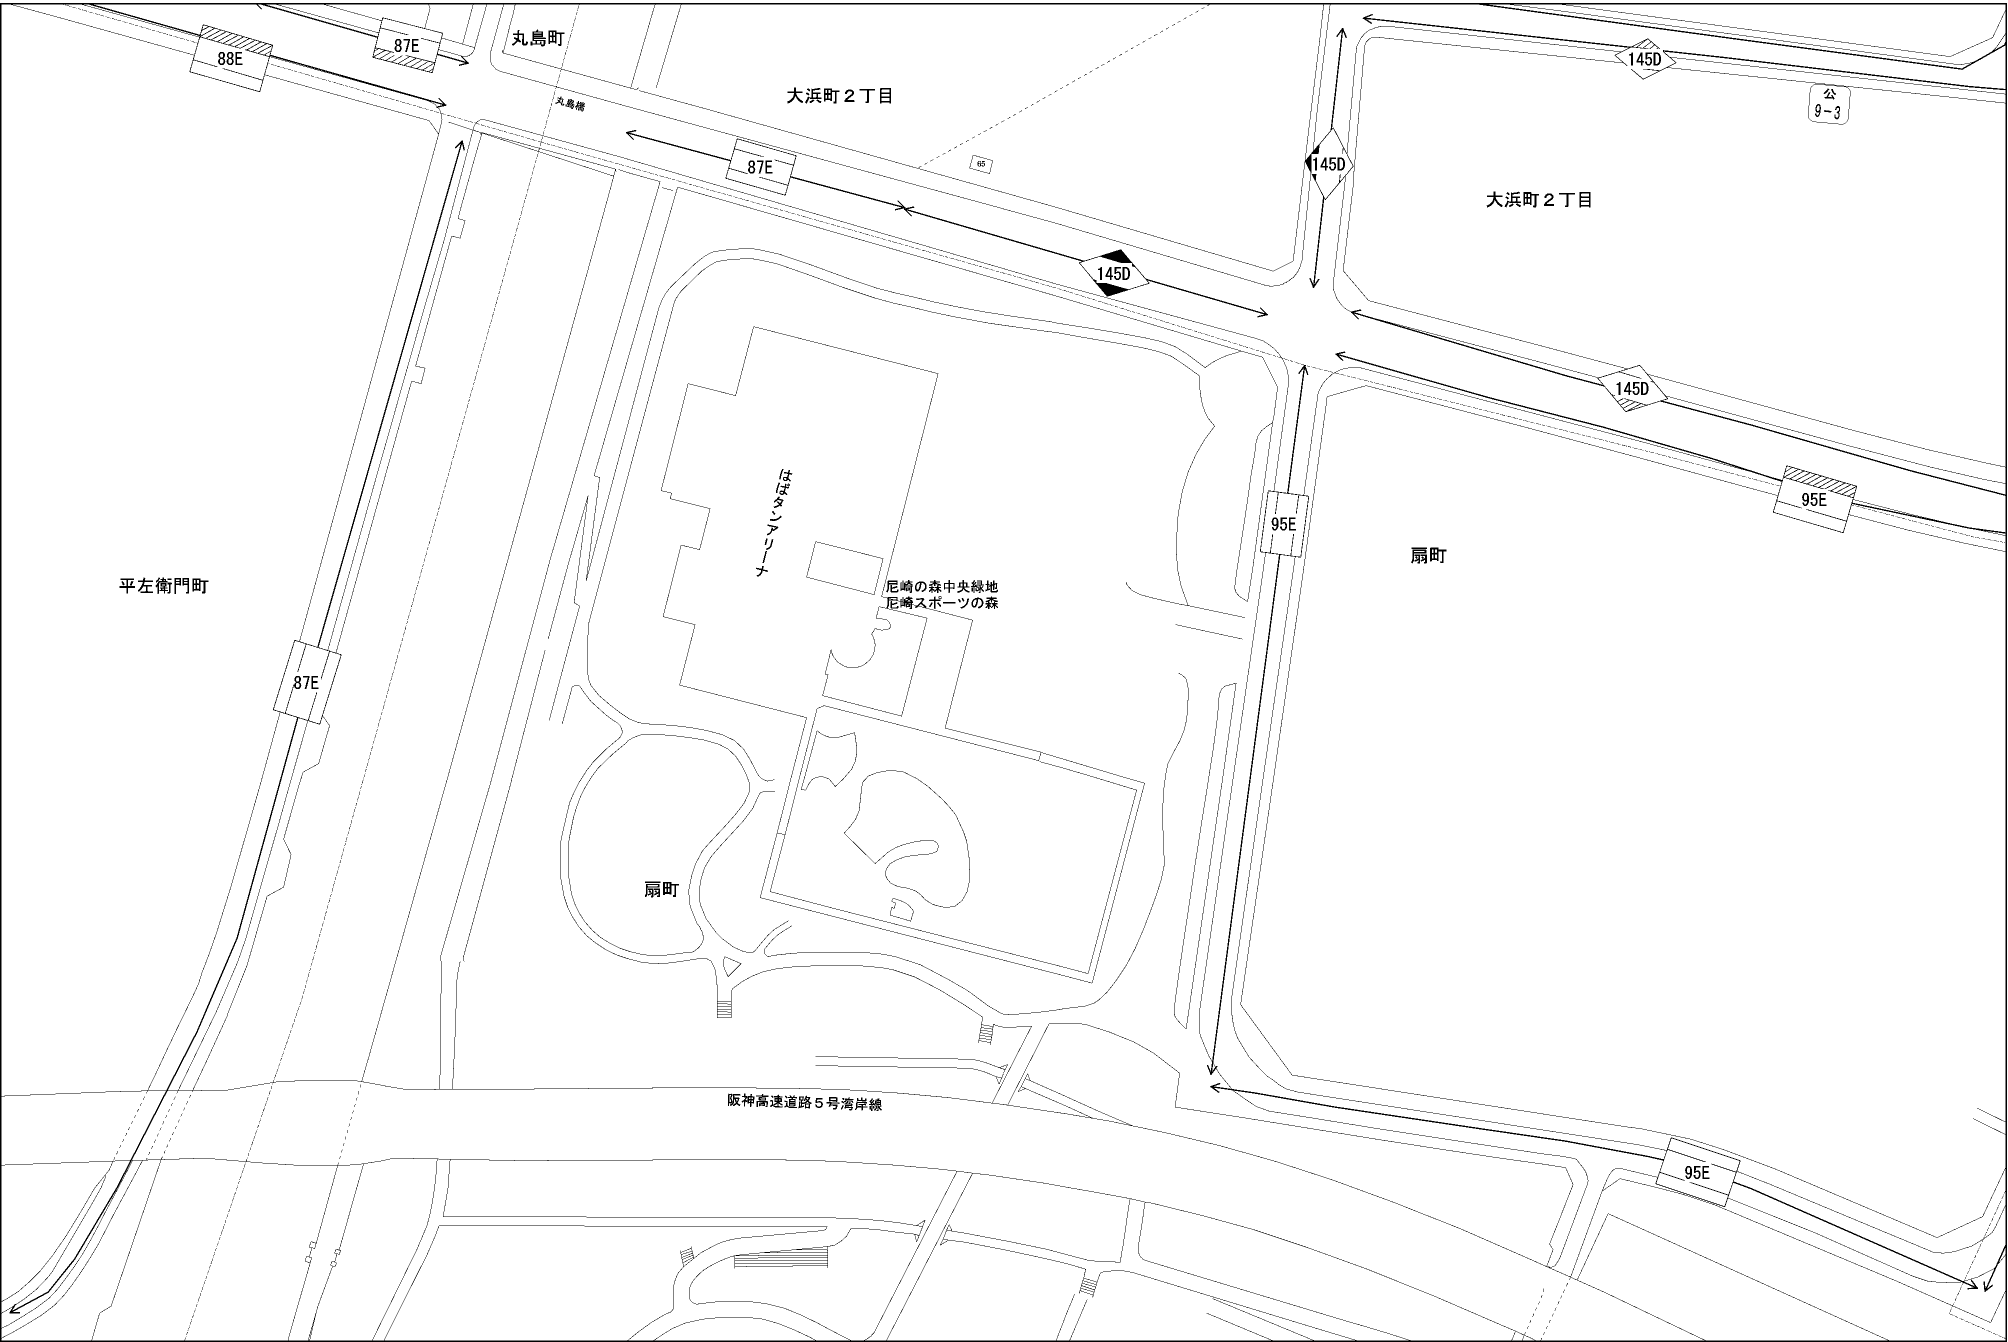 丸島町
87E
88E
145D
大浜町２丁目
公
9-3
丸島橋
87E
65
145D
大浜町２丁目
145D
145D
95E
はばタンアリーナ
95E
扇町
平左衛門町
尼崎の森中央緑地
尼崎スポーツの森
87E
扇町
阪神高速道路５号湾岸線
95E